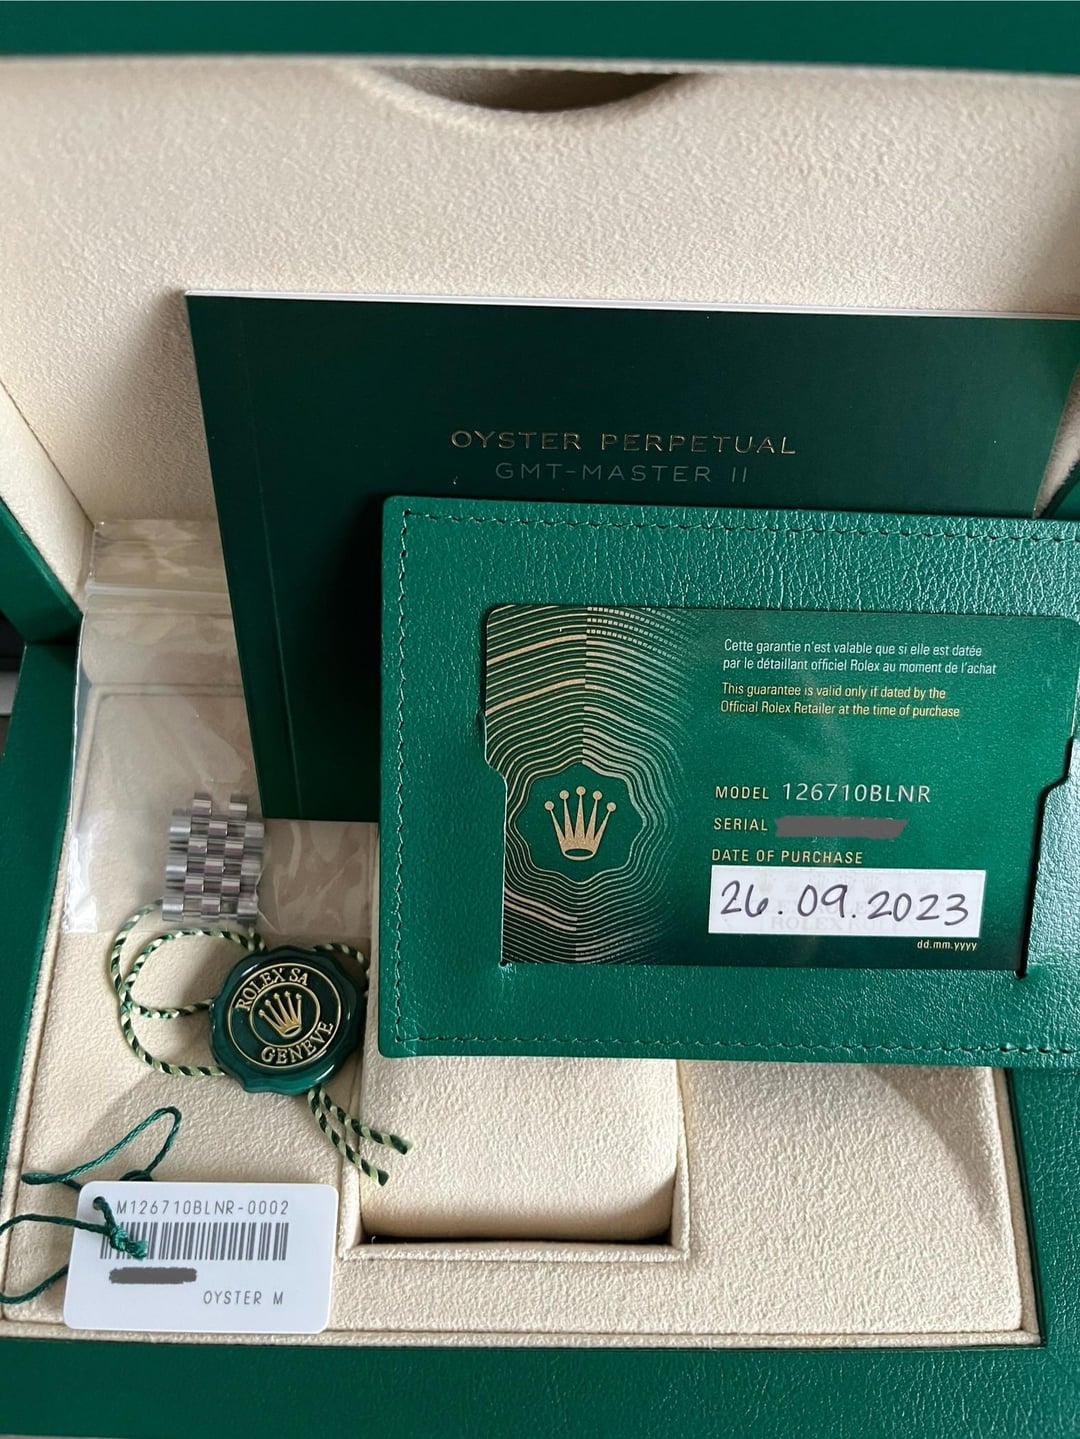 OYSTER PERPETUAL
GMT-MASTER II
Cette garantie n'est valable que si elle est datée
par le détaillant officiel Rolex au moment de l'achat
This guarantee is valid only if dated by the
Official Rolex Retailer at the time of purchase
MODEL 126710BLNR
SERIAL
DATE OF PURCHASE
26.09.2023
dd.mm.yyyy
ROLEX SA
GENEVE
M126710BLNR-0002
OYSTER M